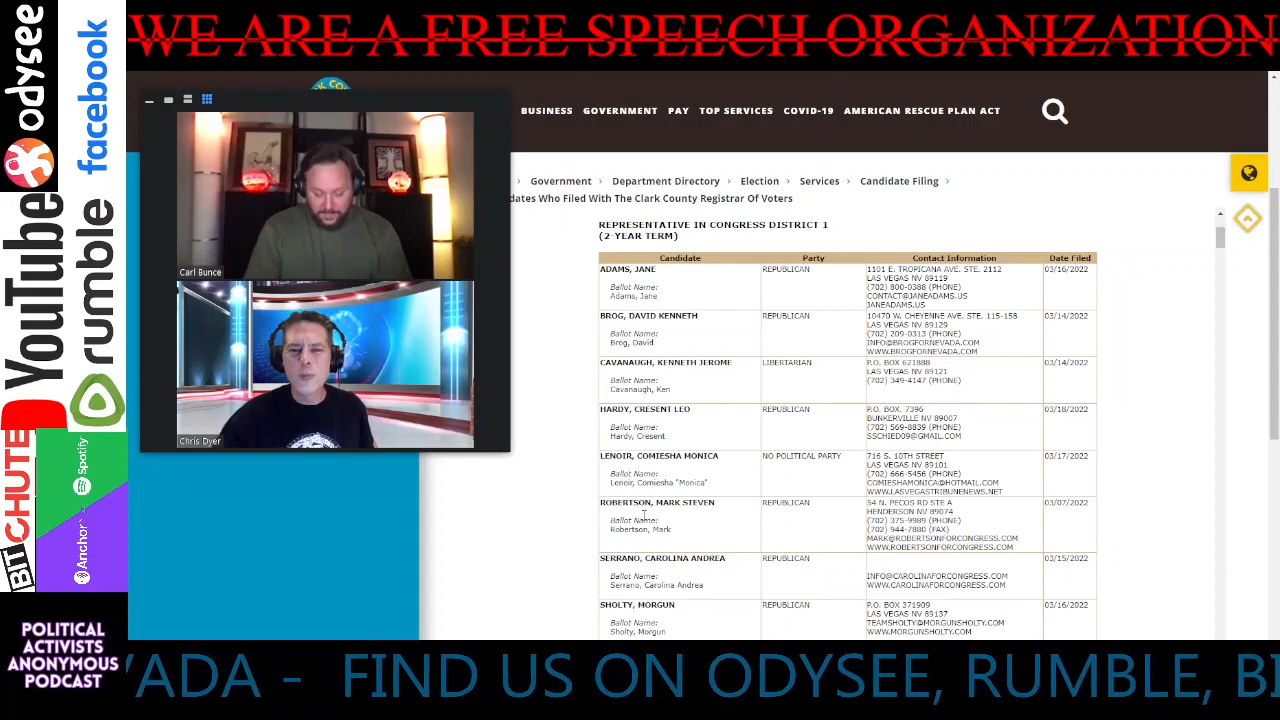 WE ARE A FREE SPEECH ORGANIZATION
odysee
facebook
YouTube
rumble
BITCHUTE
Spotify
Anchor
POLITICAL
ACTIVISTS
ANONYMOUS
PODCAST
BUSINESS GOVERNMENT PAY TOP SERVICES COVID-19 AMERICAN RESCUE PLAN ACT
Carl Bunce
Chris Dyer
Government > Department Directory > Election > Services > Candidate Filing >
dates Who Filed With The Clark County Registrar Of Voters
REPRESENTATIVE IN CONGRESS DISTRICT 1
(2-YEAR TERM)
Candidate Party Contact Information Date Filed
ADAMS, JANE REPUBLICAN 1101 E. TROPICANA AVE. STE. 2112 03/16/2022
LAS VEGAS NV 89119
Ballot Name: (702) 800-0388 (PHONE)
Adams, Jane CONTACT@JANEADAMS.US
JANEADAMS.US
BROG, DAVID KENNETH REPUBLICAN 10470 W. CHEYENNE AVE. STE. 115-158 03/14/2022
LAS VEGAS NV 89129
Ballot Name: (702) 209-0313 (PHONE)
Brog, David INFO@BROGFORNEVADA.COM
WWW.BROGFORNEVADA.COM
CAVANAUGH, KENNETH JEROME LIBERTARIAN P.O. BOX 621888 03/14/2022
LAS VEGAS NV 89121
Ballot Name: (702) 349-4147 (PHONE)
Cavanaugh, Ken
HARDY, CRESENT LEO REPUBLICAN P.O. BOX. 7396 03/18/2022
BUNKERVILLE NV 89007
Ballot Name: (702) 569-8839 (PHONE)
Hardy, Cresent SSCHIED09@GMAIL.COM
LENOIR, COMIESHA MONICA NO POLITICAL PARTY 716 S. 10TH STREET 03/17/2022
LAS VEGAS NV 89101
Ballot Name: (702) 666-5456 (PHONE)
Lenoir, Comiesha "Monica" COMIESHAMONICA@HOTMAIL.COM
WWW.LASVEGASTRIBUNENEWS.NET
ROBERTSON, MARK STEVEN REPUBLICAN 54 N. PECOS RD STE A 03/07/2022
HENDERSON NV 89074
Ballot Name: (702) 375-9989 (PHONE)
Robertson, Mark (702) 944-7880 (FAX)
MARK@ROBERTSONFORCONGRESS.COM
WWW.ROBERTSONFORCONGRESS.COM
SERRANO, CAROLINA ANDREA REPUBLICAN 03/15/2022
Ballot Name: INFO@CAROLINAFORCONGRESS.COM
Serrano, Carolina Andrea WWW.CAROLINAFORCONGRESS.COM
SHOLTY, MORGUN REPUBLICAN P.O. BOX 371909 03/16/2022
LAS VEGAS NV 89137
Ballot Name: TEAMSHOLTY@MORGUNSHOLTY.COM
Sholty, Morgun WWW.MORGUNSHOLTY.COM
VADA - FIND US ON ODYSEE, RUMBLE, BI